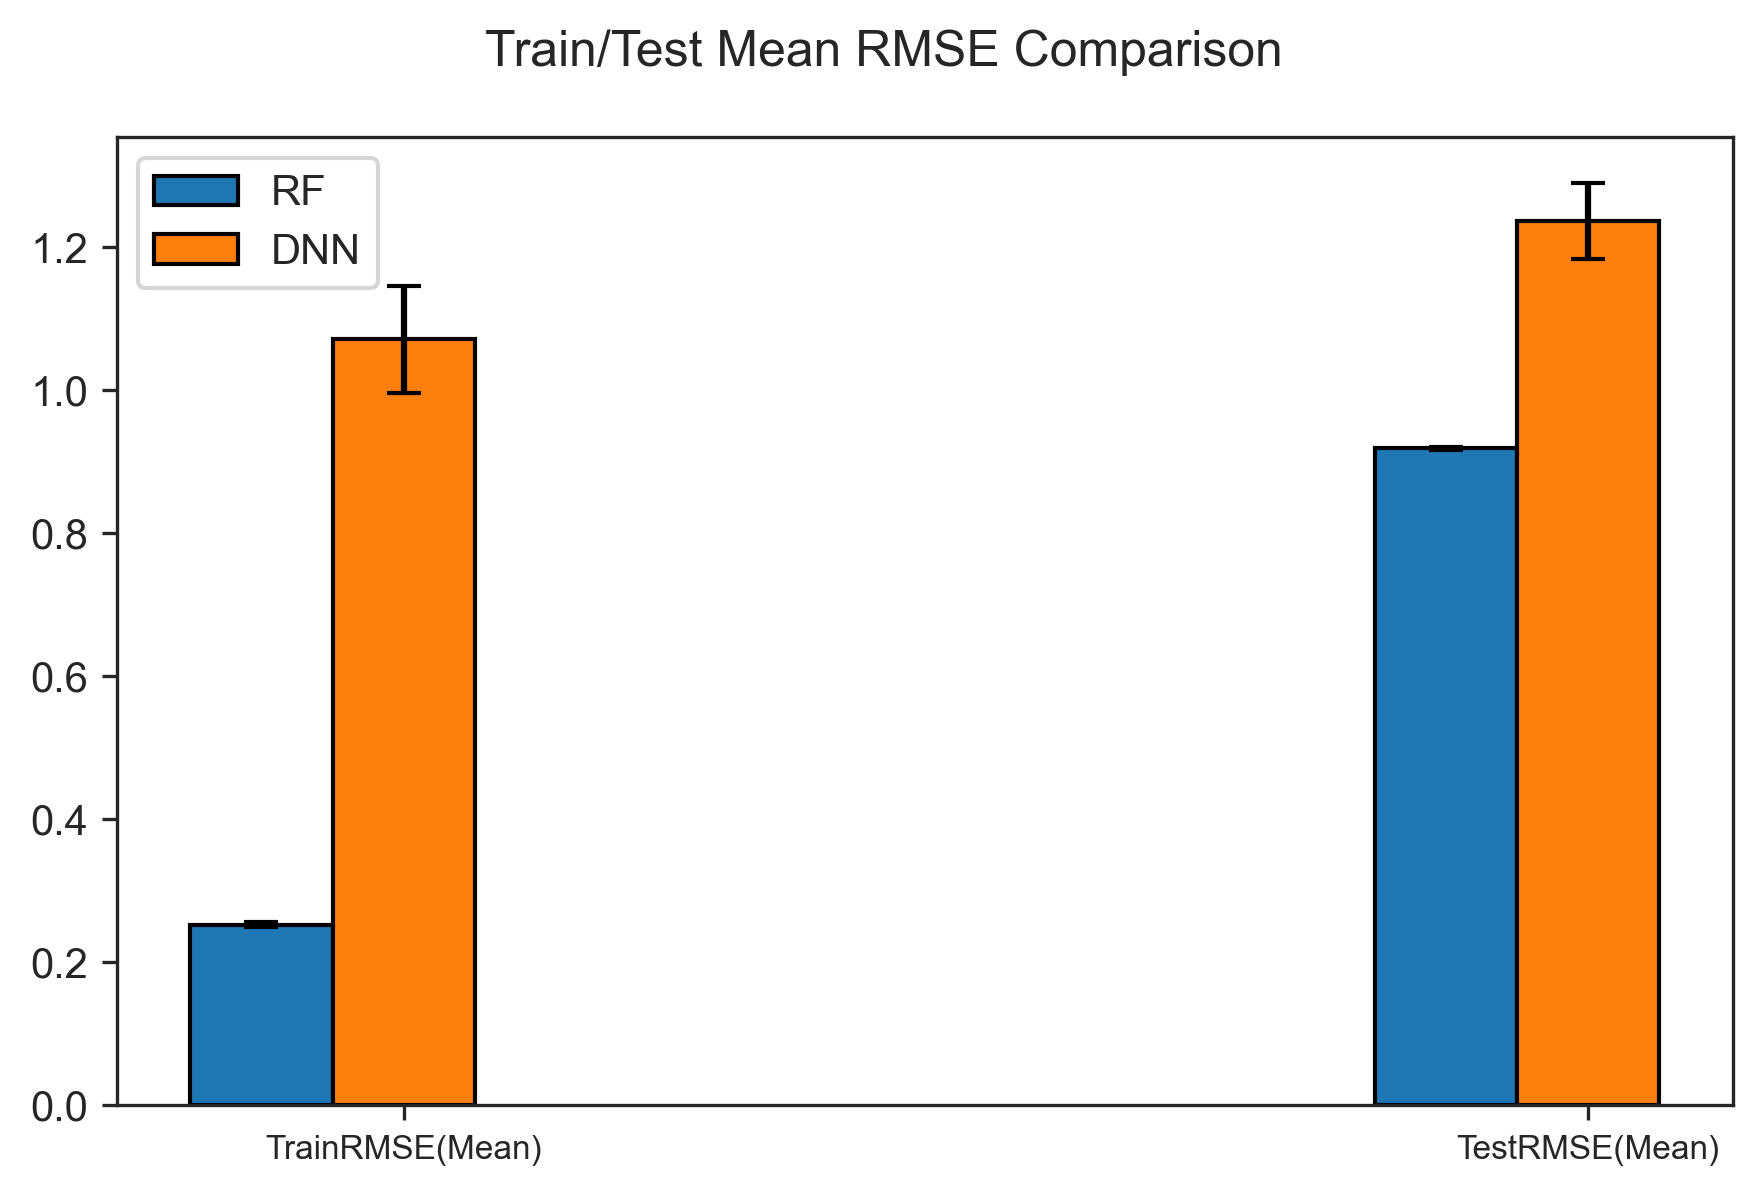 Train/Test Mean RMSE Comparison
RF
DNN
1.2
1.0
0.8
0.6
0.4
0.2
0.0
TrainRMSE(Mean)
TestRMSE(Mean)